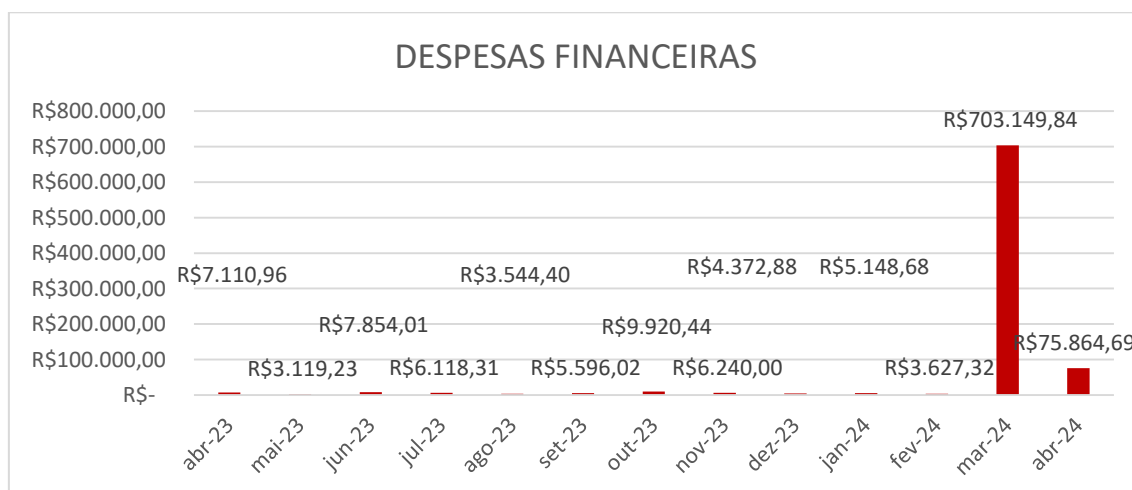 DESPESAS FINANCEIRAS
R$800.000,00
R$700.000,00
R$600.000,00
R$500.000,00
R$400.000,00
R$300.000,00
R$200.000,00
R$100.000,00
R$-
R$7.110,96
R$3.119,23
R$7.854,01
R$6.118,31
R$3.544,40
R$5.596,02
R$9.920,44
R$6.240,00
R$4.372,88
R$5.148,68
R$3.627,32
R$703.149,84
R$75.864,69
abr-23
mai-23
jun-23
jul-23
ago-23
set-23
out-23
nov-23
dez-23
jan-24
fev-24
mar-24
abr-24